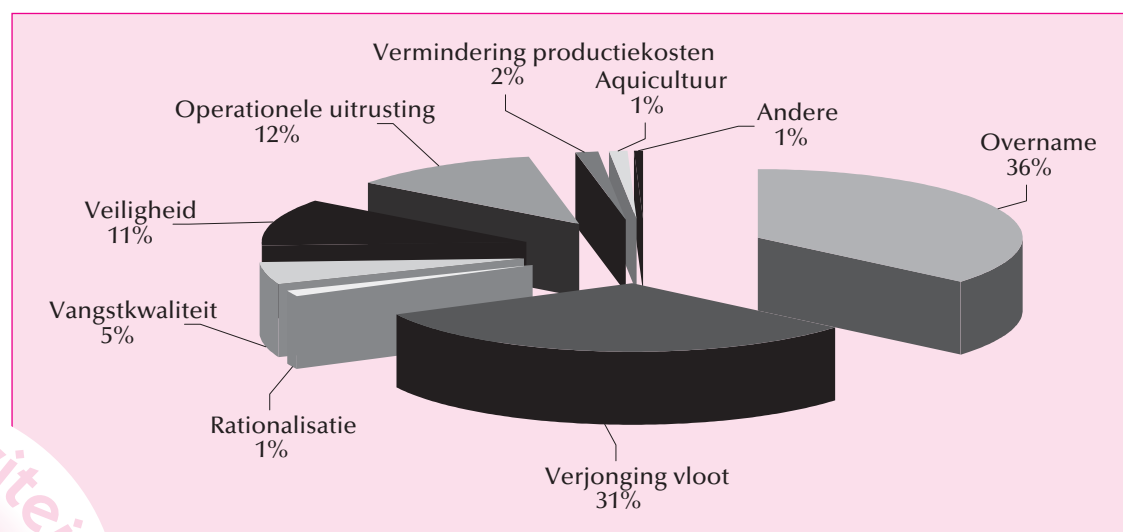 Vermindering productiekosten
2%
Aquicultuur
1%
Andere
1%
Operationele uitrusting
12%
Overname
36%
Veiligheid
11%
Vangstkwaliteit
5%
Rationalisatie
1%
Verjonging vloot
31%